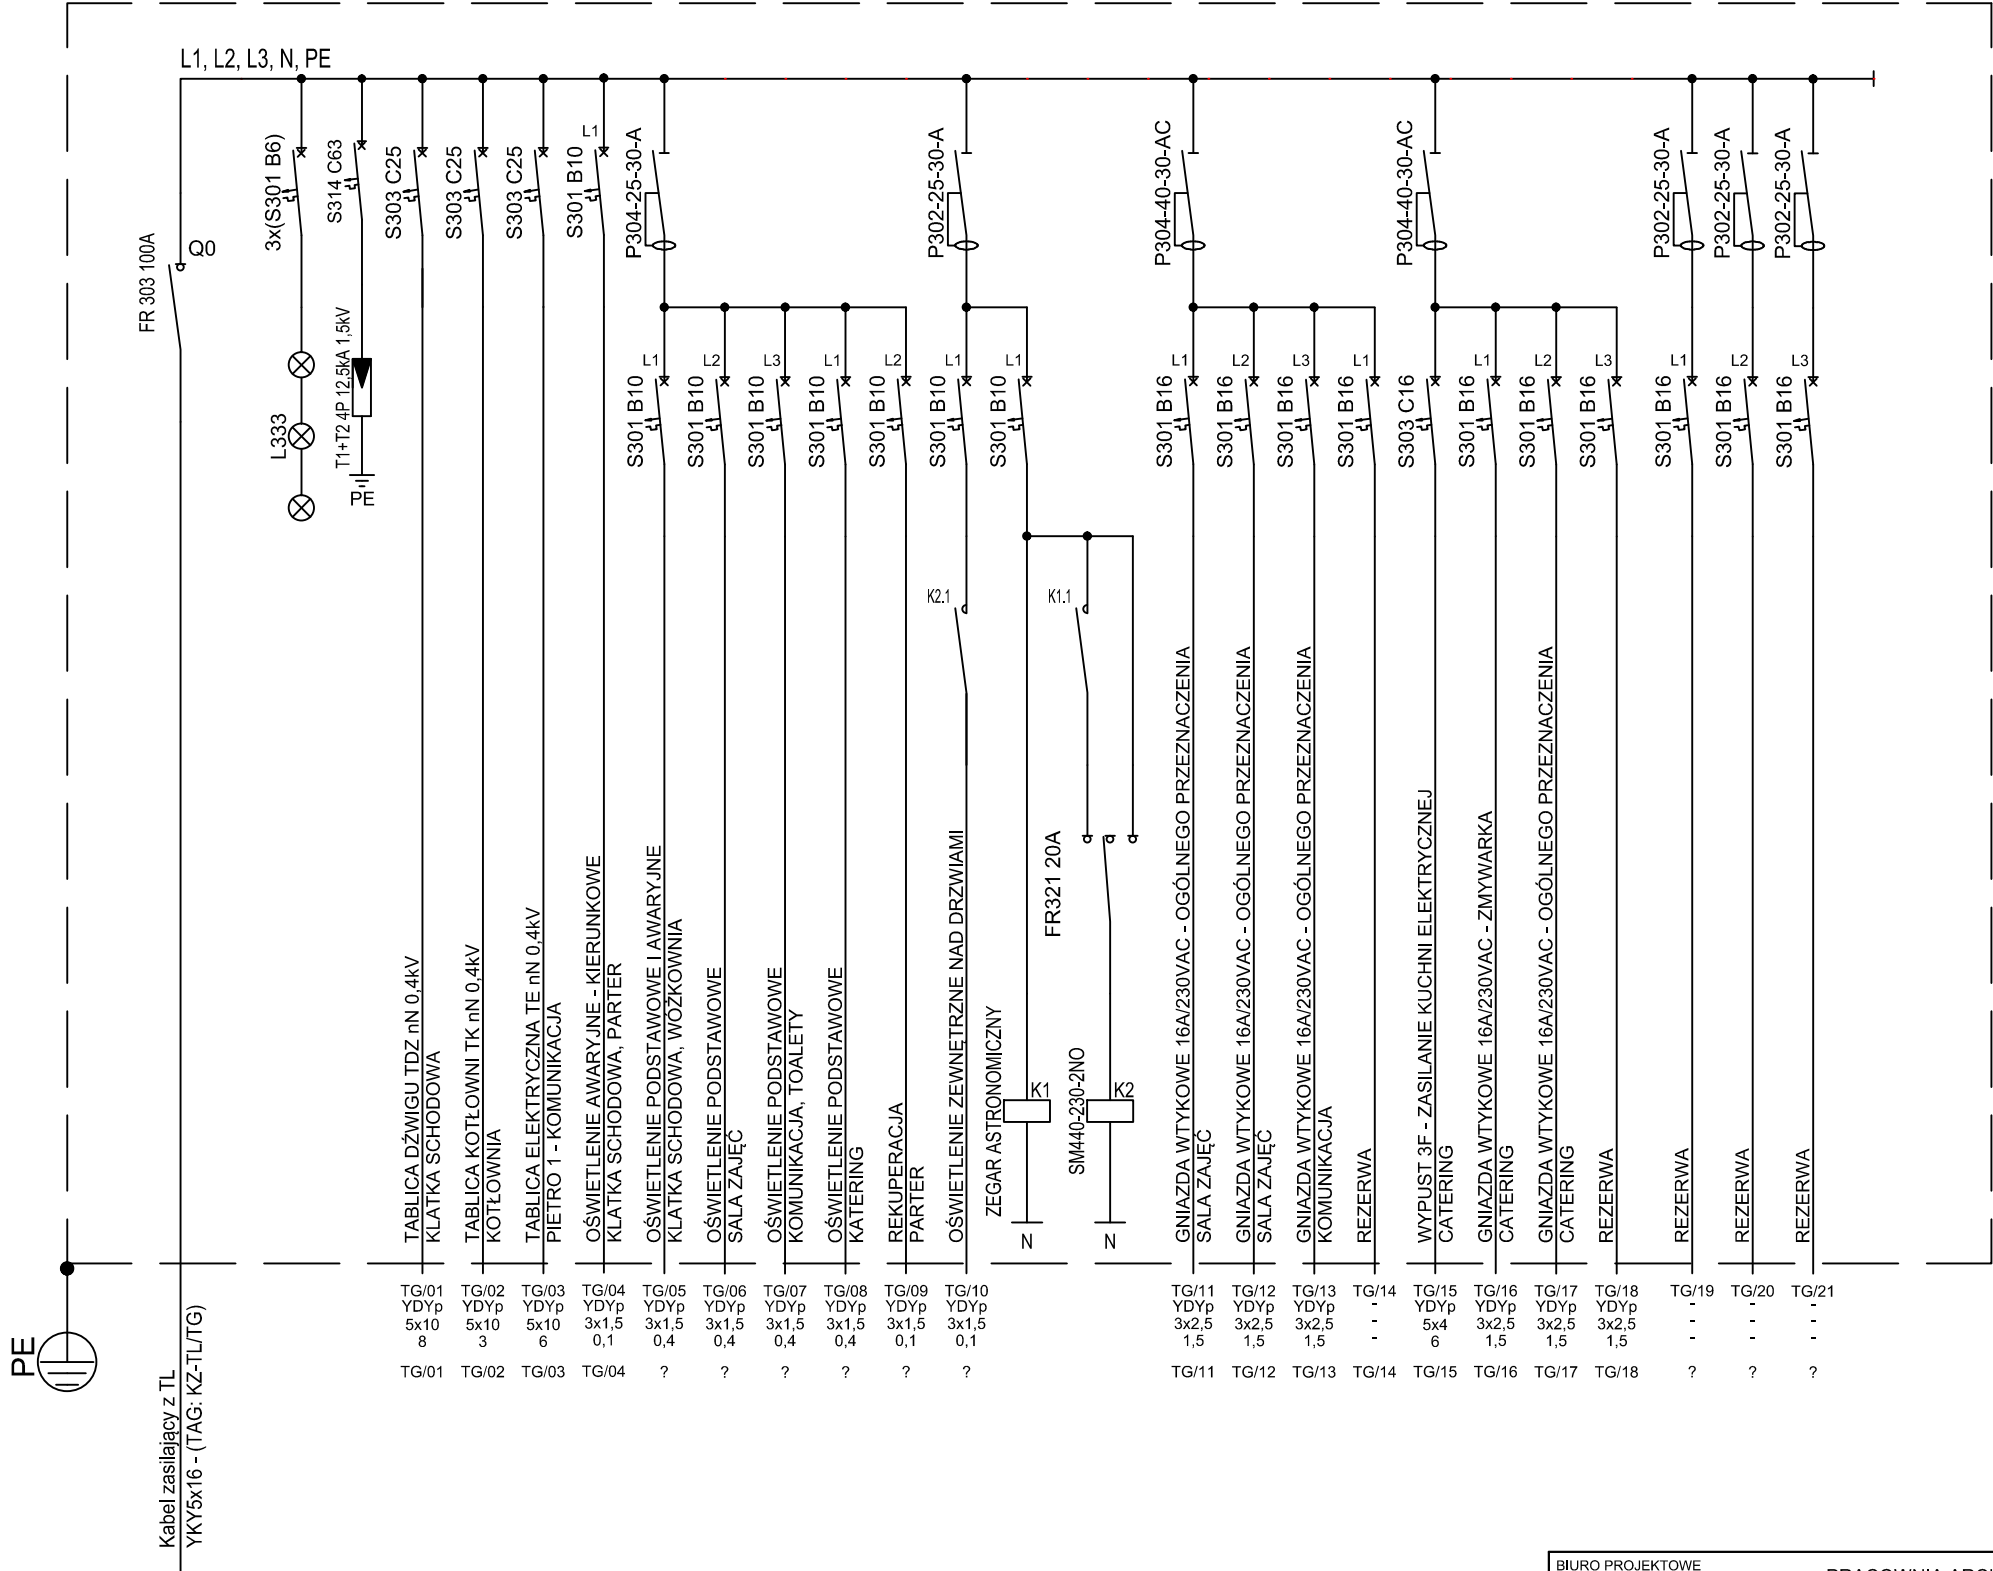 L1, L2, L3, N, PE
Q0
FR 303 100A
3x(S301 B6)
L333
S314 C63
T1+T2 4P 12,5kA 1,5kV
PE
S303 C25
S303 C25
S303 C25
L1
S301 B10
P304-25-30-A
P302-25-30-A
P304-40-30-AC
P304-40-30-AC
P302-25-30-A
P302-25-30-A
P302-25-30-A
L1
S301 B10
L2
S301 B10
L3
S301 B10
L1
S301 B10
L2
S301 B10
L1
S301 B10
L1
S301 B10
L1
S301 B16
L2
S301 B16
L3
S301 B16
L1
S301 B16
S303 C16
L1
S301 B16
L2
S301 B16
L3
S301 B16
L1
S301 B16
L2
S301 B16
L3
S301 B16
K2.1
K1.1
FR321 20A
TABLICA DŹWIGU TDZ nN 0,4kV
KLATKA SCHODOWA
TABLICA KOTŁOWNI TK nN 0,4kV
KOTŁOWNIA
TABLICA ELEKTRYCZNA TE nN 0,4kV
PIETRO 1 - KOMUNIKACJA
OŚWIETLENIE AWARYJNE - KIERUNKOWE
KLATKA SCHODOWA, PARTER
OŚWIETLENIE PODSTAWOWE I AWARYJNE
KLATKA SCHODOWA, WÓZKOWNIA
OŚWIETLENIE PODSTAWOWE
SALA ZAJĘĆ
OŚWIETLENIE PODSTAWOWE
KOMUNIKACJA, TOALETY
OŚWIETLENIE PODSTAWOWE
KATERING
REKUPERACJA
PARTER
OŚWIETLENIE ZEWNĘTRZNE NAD DRZWIAMI
ZEGAR ASTRONOMICZNY
K1
N
SM440-230-2NO
K2
N
GNIAZDA WTYKOWE 16A/230VAC - OGÓLNEGO PRZEZNACZENIA
SALA ZAJĘĆ
GNIAZDA WTYKOWE 16A/230VAC - OGÓLNEGO PRZEZNACZENIA
SALA ZAJĘĆ
GNIAZDA WTYKOWE 16A/230VAC - OGÓLNEGO PRZEZNACZENIA
KOMUNIKACJA
REZERWA
WYPUST 3F - ZASILANIE KUCHNI ELEKTRYCZNEJ
CATERING
GNIAZDA WTYKOWE 16A/230VAC - ZMYWARKA
CATERING
GNIAZDA WTYKOWE 16A/230VAC - OGÓLNEGO PRZEZNACZENIA
CATERING
REZERWA
REZERWA
REZERWA
REZERWA
TG/01 TG/02 TG/03 TG/04 TG/05 TG/06 TG/07 TG/08 TG/09 TG/10 TG/11 TG/12 TG/13 TG/14 TG/15 TG/16 TG/17 TG/18 TG/19 TG/20 TG/21
YDYp YDYp YDYp YDYp YDYp YDYp YDYp YDYp YDYp YDYp YDYp YDYp YDYp - YDYp YDYp YDYp YDYp - - -
5x10 5x10 5x10 3x1,5 3x1,5 3x1,5 3x1,5 3x1,5 3x1,5 3x1,5 3x2,5 3x2,5 3x2,5 - 5x4 3x2,5 3x2,5 3x2,5 - - -
8 3 6 0,1 0,4 0,4 0,4 0,4 0,1 0,1 1,5 1,5 1,5 - 6 1,5 1,5 1,5 - - -
TG/01 TG/02 TG/03 TG/04 ? ? ? ? ? ? TG/11 TG/12 TG/13 TG/14 TG/15 TG/16 TG/17 TG/18 ? ? ?
PE
Kabel zasilający z TL
YKY5x16 - (TAG: KZ-TL/TG)
BIURO PROJEKTOWE